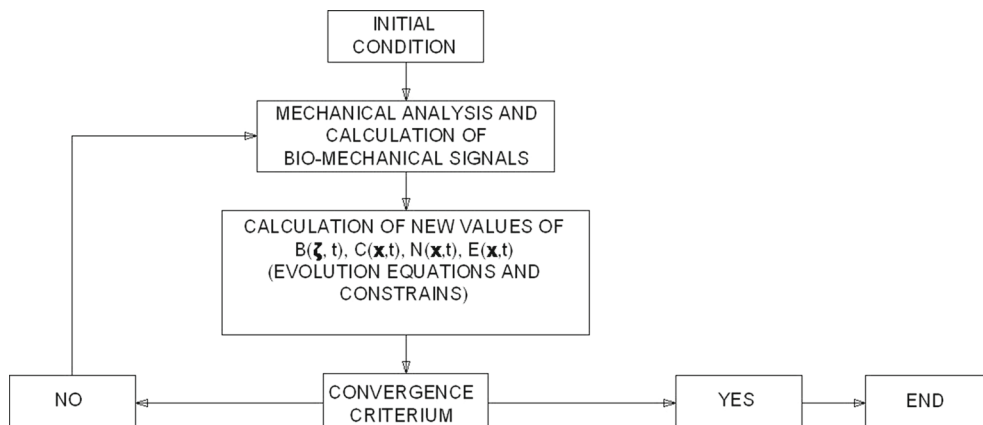 INITIAL
CONDITION
MECHANICAL ANALYSIS AND
CALCULATION OF
BIO-MECHANICAL SIGNALS
CALCULATION OF NEW VALUES OF
B(ζ, t), C(x,t), N(x,t), E(x,t)
(EVOLUTION EQUATIONS AND
CONSTRAINS)
NO
CONVERGENCE
CRITERIUM
YES
END